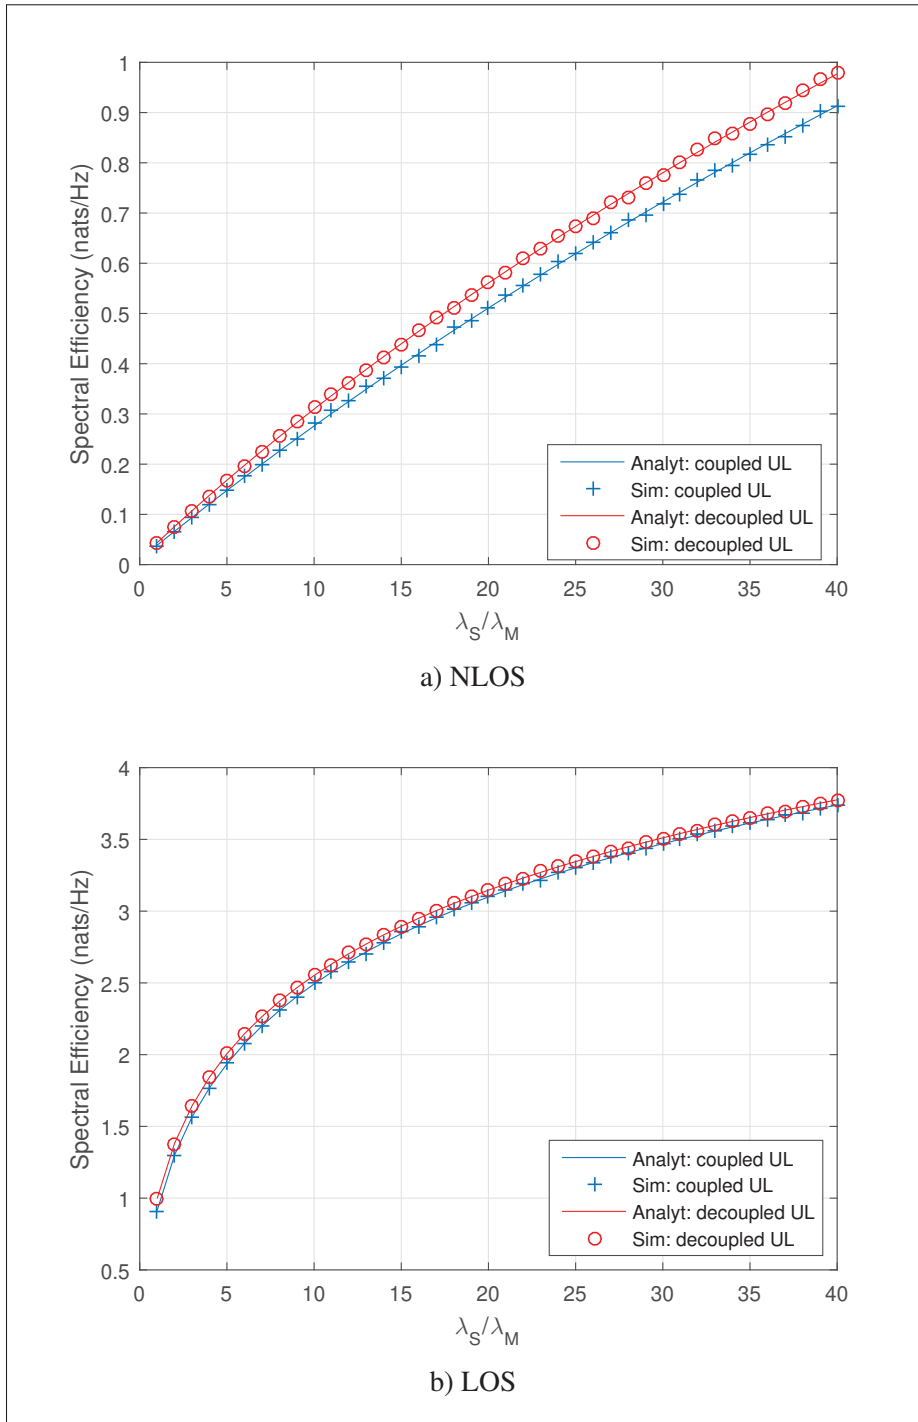 1
0.9
0.8
0.7
0.6
0.5
0.4
0.3
0.2
0.1
0
Spectral Efficiency (nats/Hz)
Analyt: coupled UL
Sim: coupled UL
Analyt: decoupled UL
Sim: decoupled UL
0 5 10 15 20 25 30 35 40
λ_S/λ_M
a) NLOS
4
3.5
3
2.5
2
1.5
1
0.5
Spectral Efficiency (nats/Hz)
Analyt: coupled UL
Sim: coupled UL
Analyt: decoupled UL
Sim: decoupled UL
0 5 10 15 20 25 30 35 40
λ_S/λ_M
b) LOS